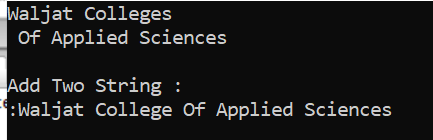 Waljat Colleges
Of Applied Sciences
Add Two String :
:Waljat College Of Applied Sciences